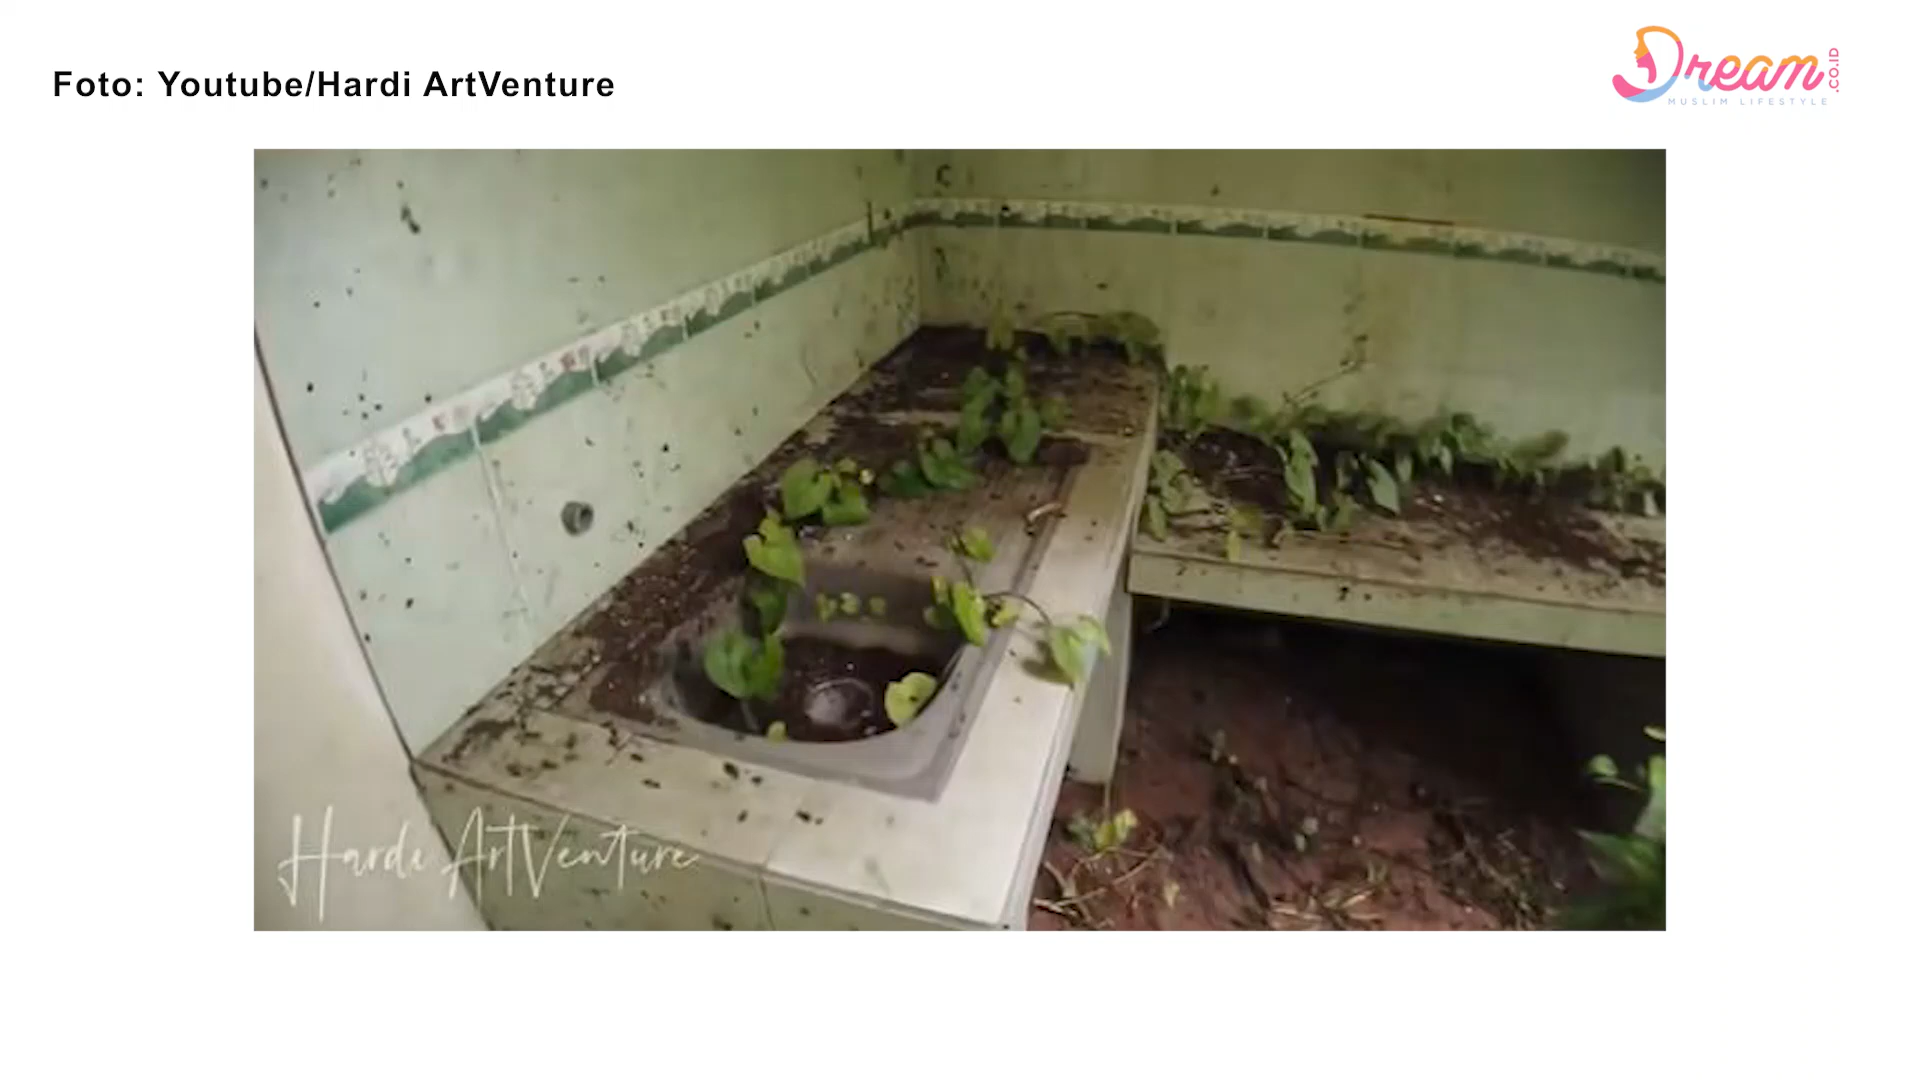 Foto: Youtube/Hardi ArtVenture
Dream
.CO.ID
MUSLIM LIFESTYLE
Hardi ArtVenture